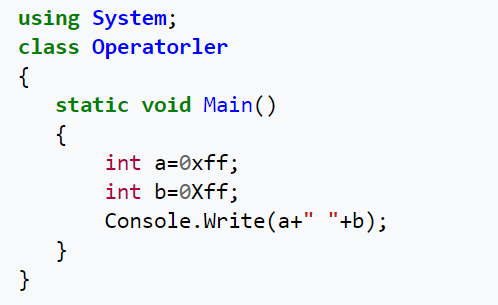 using System;
class Operatorler
{
   static void Main()
   {
       int a=0xff;
       int b=0Xff;
       Console.Write(a+" "+b);
   }
}